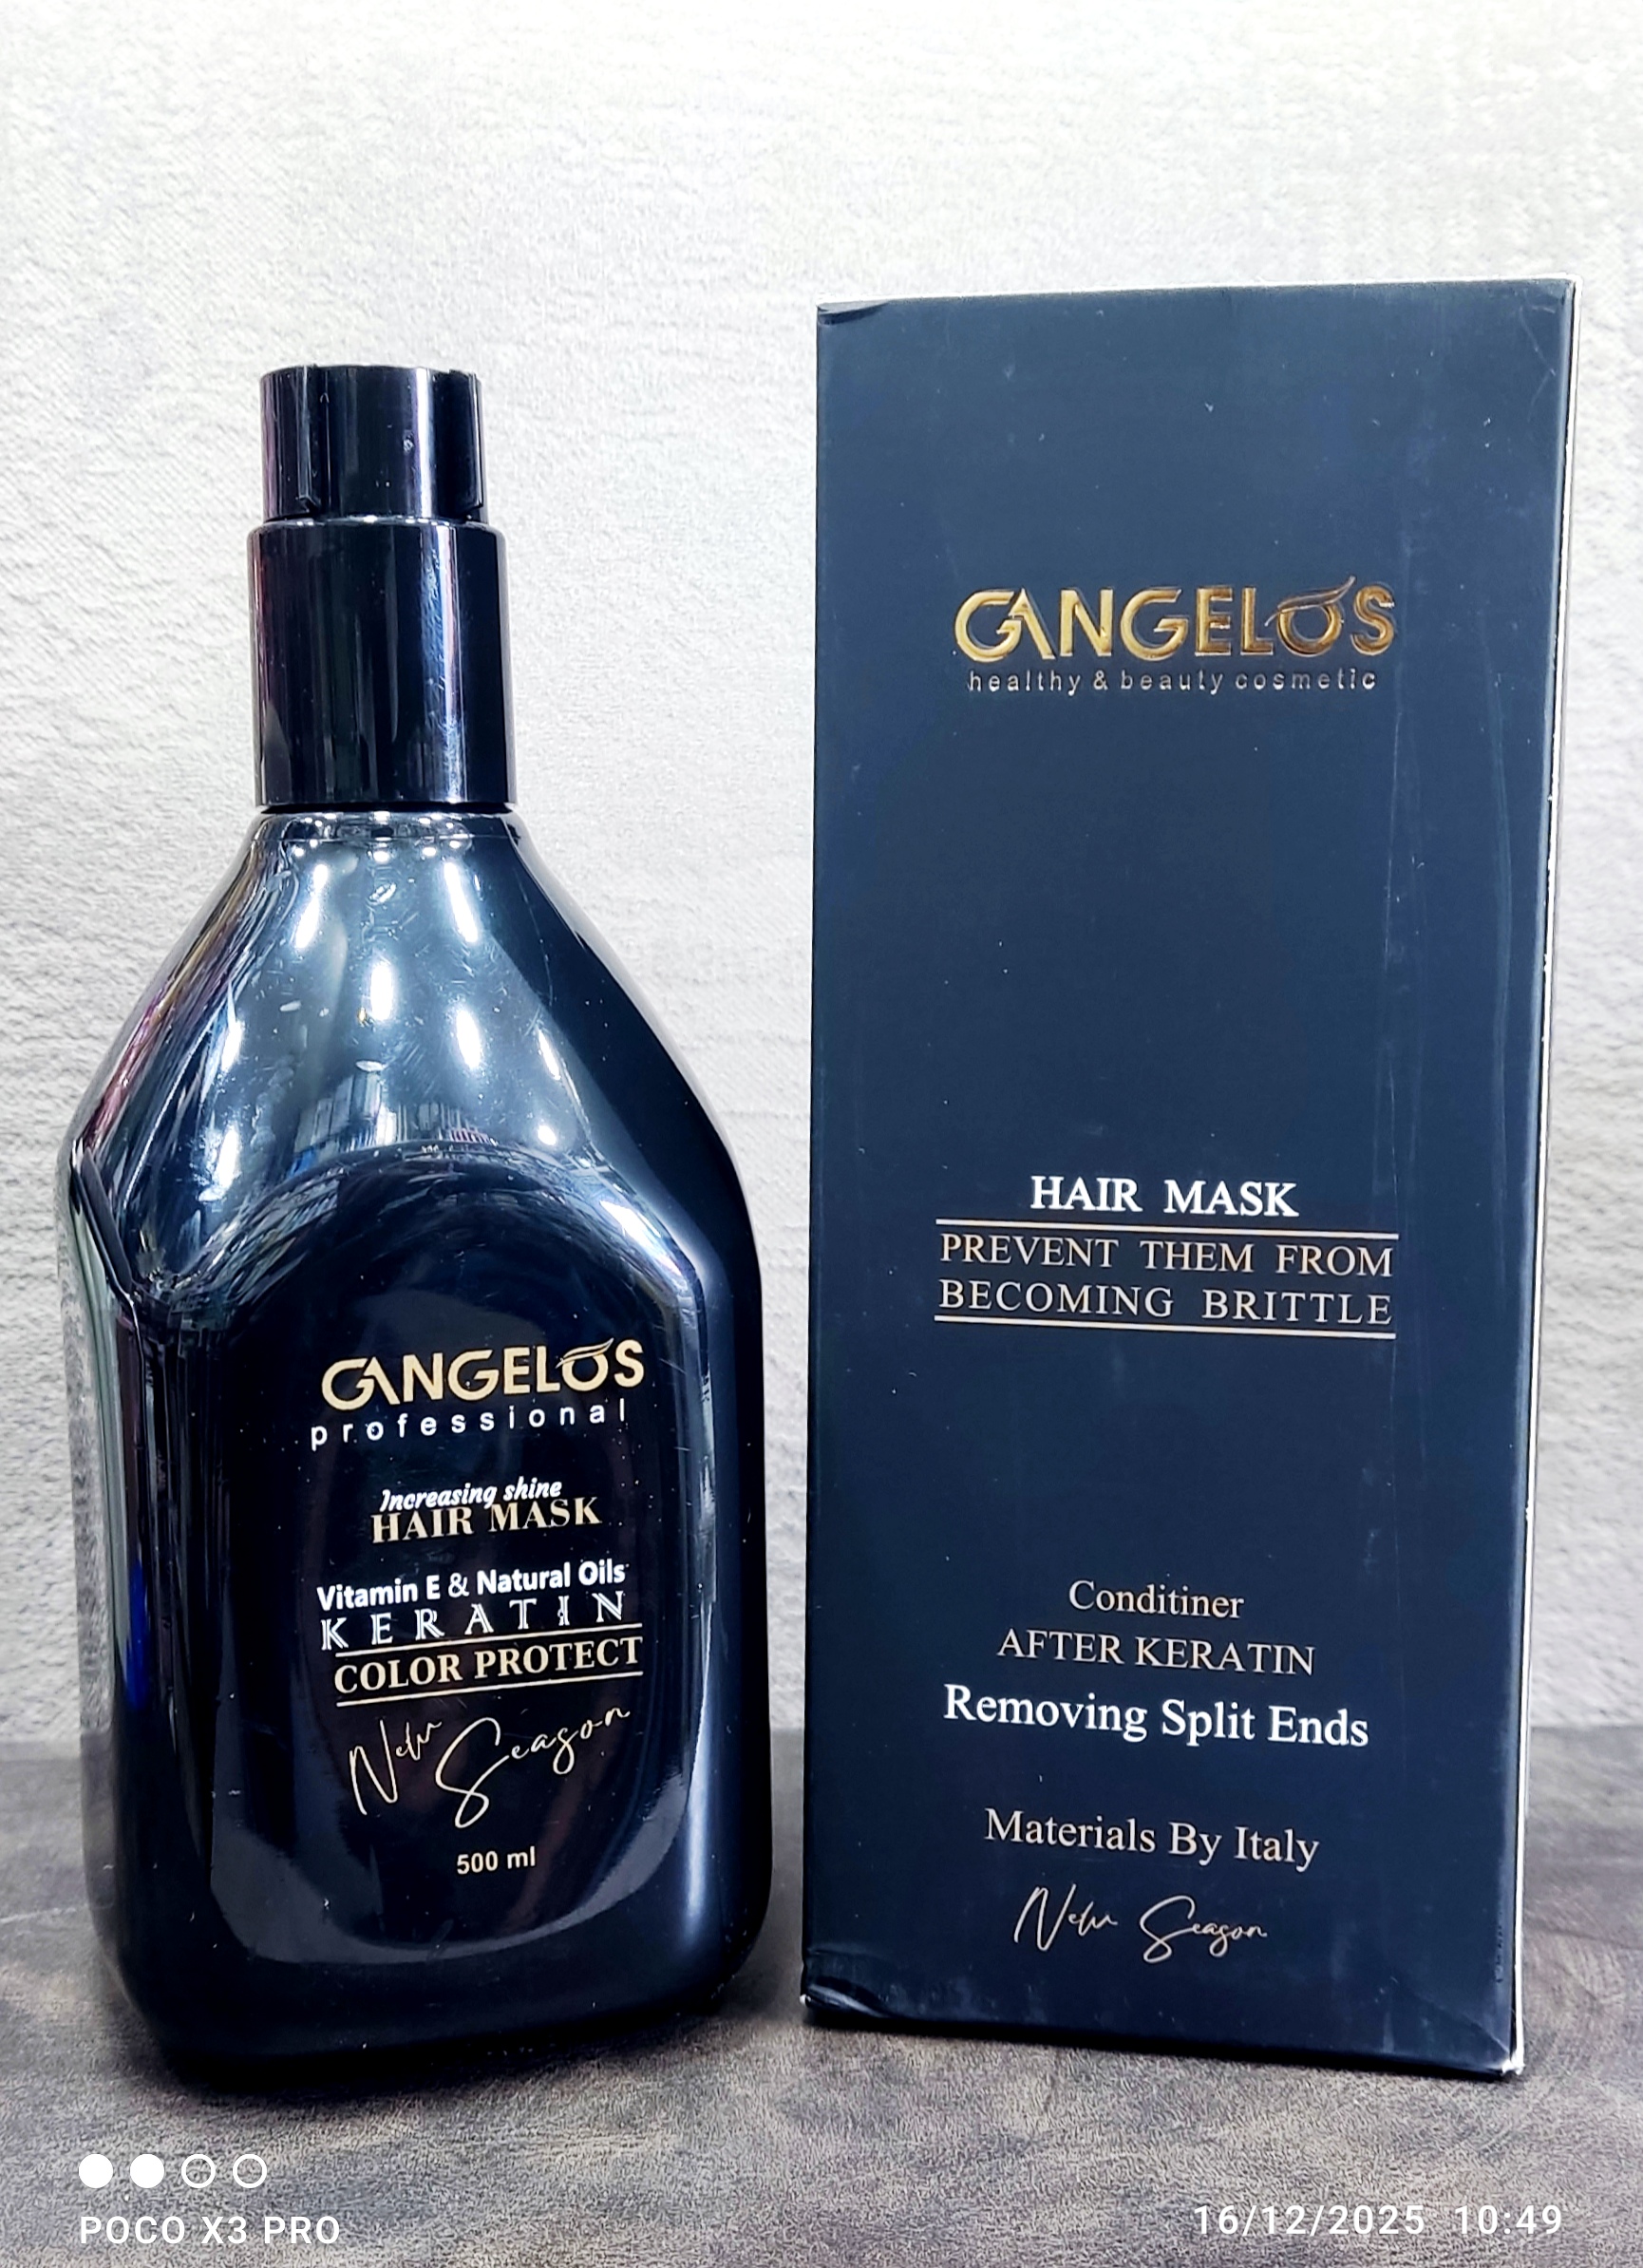 CANGELOS
professional
Increasing shine
HAIR MASK
Vitamin E & Natural Oils
KERATIN
COLOR PROTECT
New Season
500 ml
CANGELOS
healthy & beauty cosmetic
HAIR MASK
PREVENT THEM FROM
BECOMING BRITTLE
Conditiner
AFTER KERATIN
Removing Split Ends
Materials By Italy
New Season
POCO X3 PRO
16/12/2025 10:49